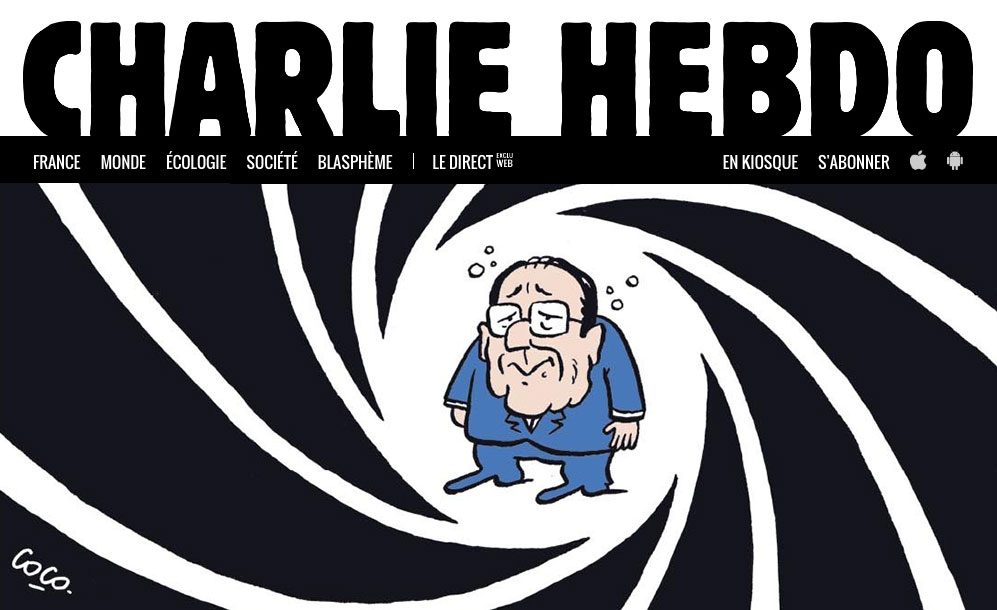 CHARLIE HEBDO
FRANCE MONDE ÉCOLOGIE SOCIÉTÉ BLASPHÈME | LE DIRECT EXCLU WEB EN KIOSQUE S'ABONNER
COCO.